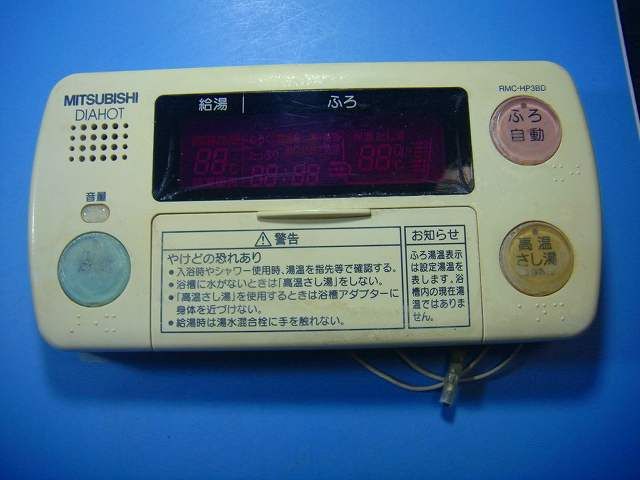 MITSUBISHI
DIAHOT
給湯 ふろ
RMC-HP3BD
ふろ
自動
音量
88 88:88 88
⚠警告
やけどの恐れあり
●入浴時やシャワー使用時、湯温を指先等で確認する。
●浴槽に水がないときは「高温さし湯」をしない。
●「高温さし湯」を使用するときは浴槽アダプターに
身体を近づけない。
●給湯時は湯水混合栓に手を触れない。
お知らせ
ふろ湯温表示
は設定湯温を
表します。浴
槽内の現在湯
温ではありま
せん。
高温
さし湯